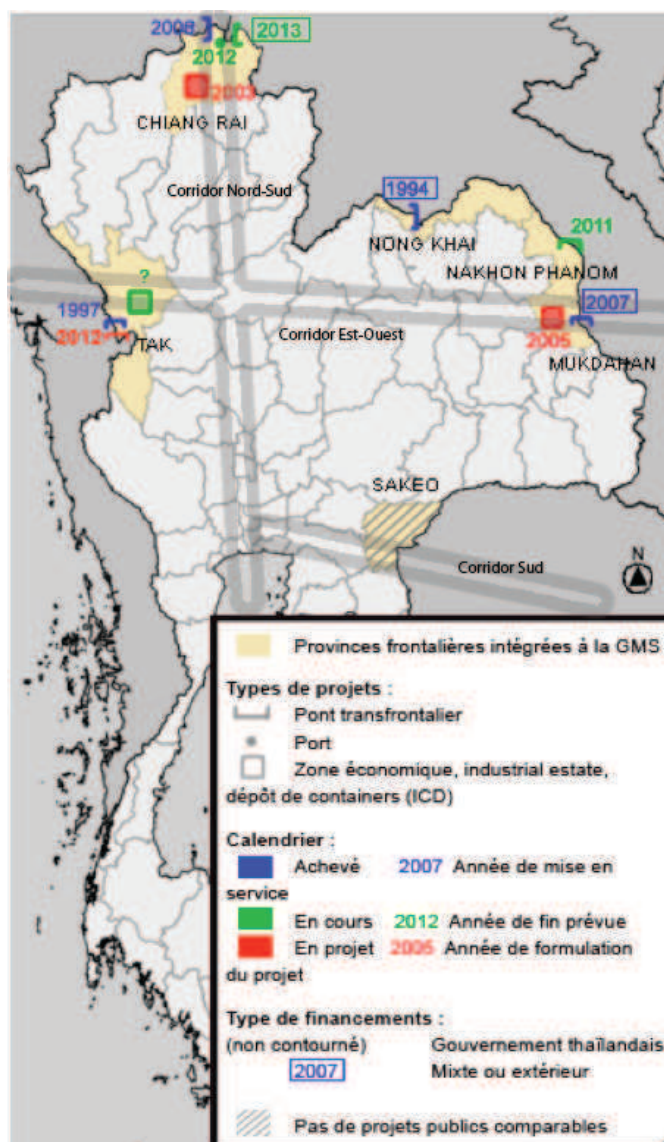 2008
2013
2012
2003
CHIANG RAI
Corridor Nord-Sud
1994
NONG KHAI
2011
NAKHON PHANOM
?
1997
2012
TAK
Corridor Est-Ouest
2007
2005
MUKDAHAN
SAKEO
N
Corridor Sud
Provinces frontalières intégrées à la GMS
Types de projets :
Pont transfrontalier
Port
Zone économique, industrial estate,
dépôt de containers (ICD)
Calendrier :
Achevé 2007 Année de mise en
service
En cours 2012 Année de fin prévue
En projet 2005 Année de formulation
du projet
Type de financements :
(non contourné) Gouvernement thaïlandais
2007 Mixte ou extérieur
Pas de projets publics comparables